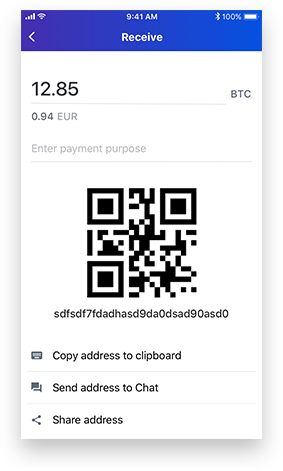 9:41 AM 100%
Receive
12.85 BTC
0.94 EUR
Enter payment purpose
sdfsdf7fdadhasd9da0dsad90asd0
Copy address to clipboard
Send address to Chat
Share address